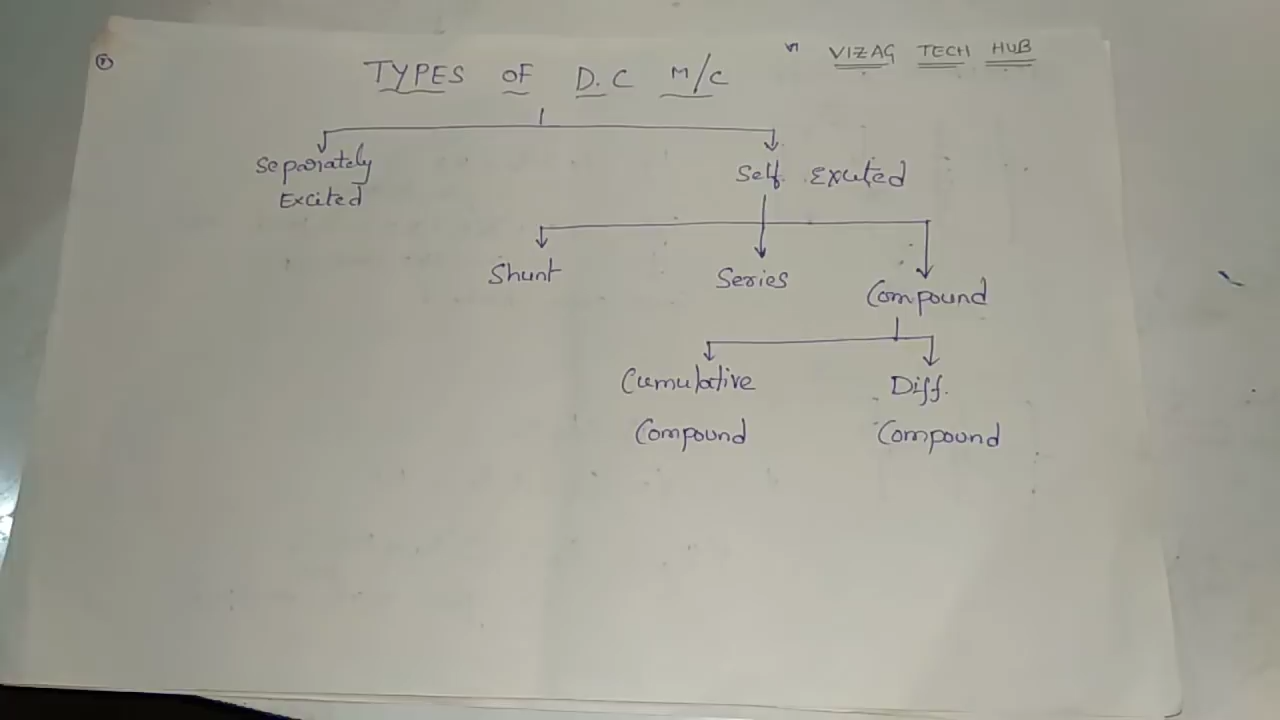 TYPES OF D.C M/C
VIZAG TECH HUB
Separately
Excited
Self Excited
Shunt
Series
Compound
Cumulative
Compound
Diff.
Compound